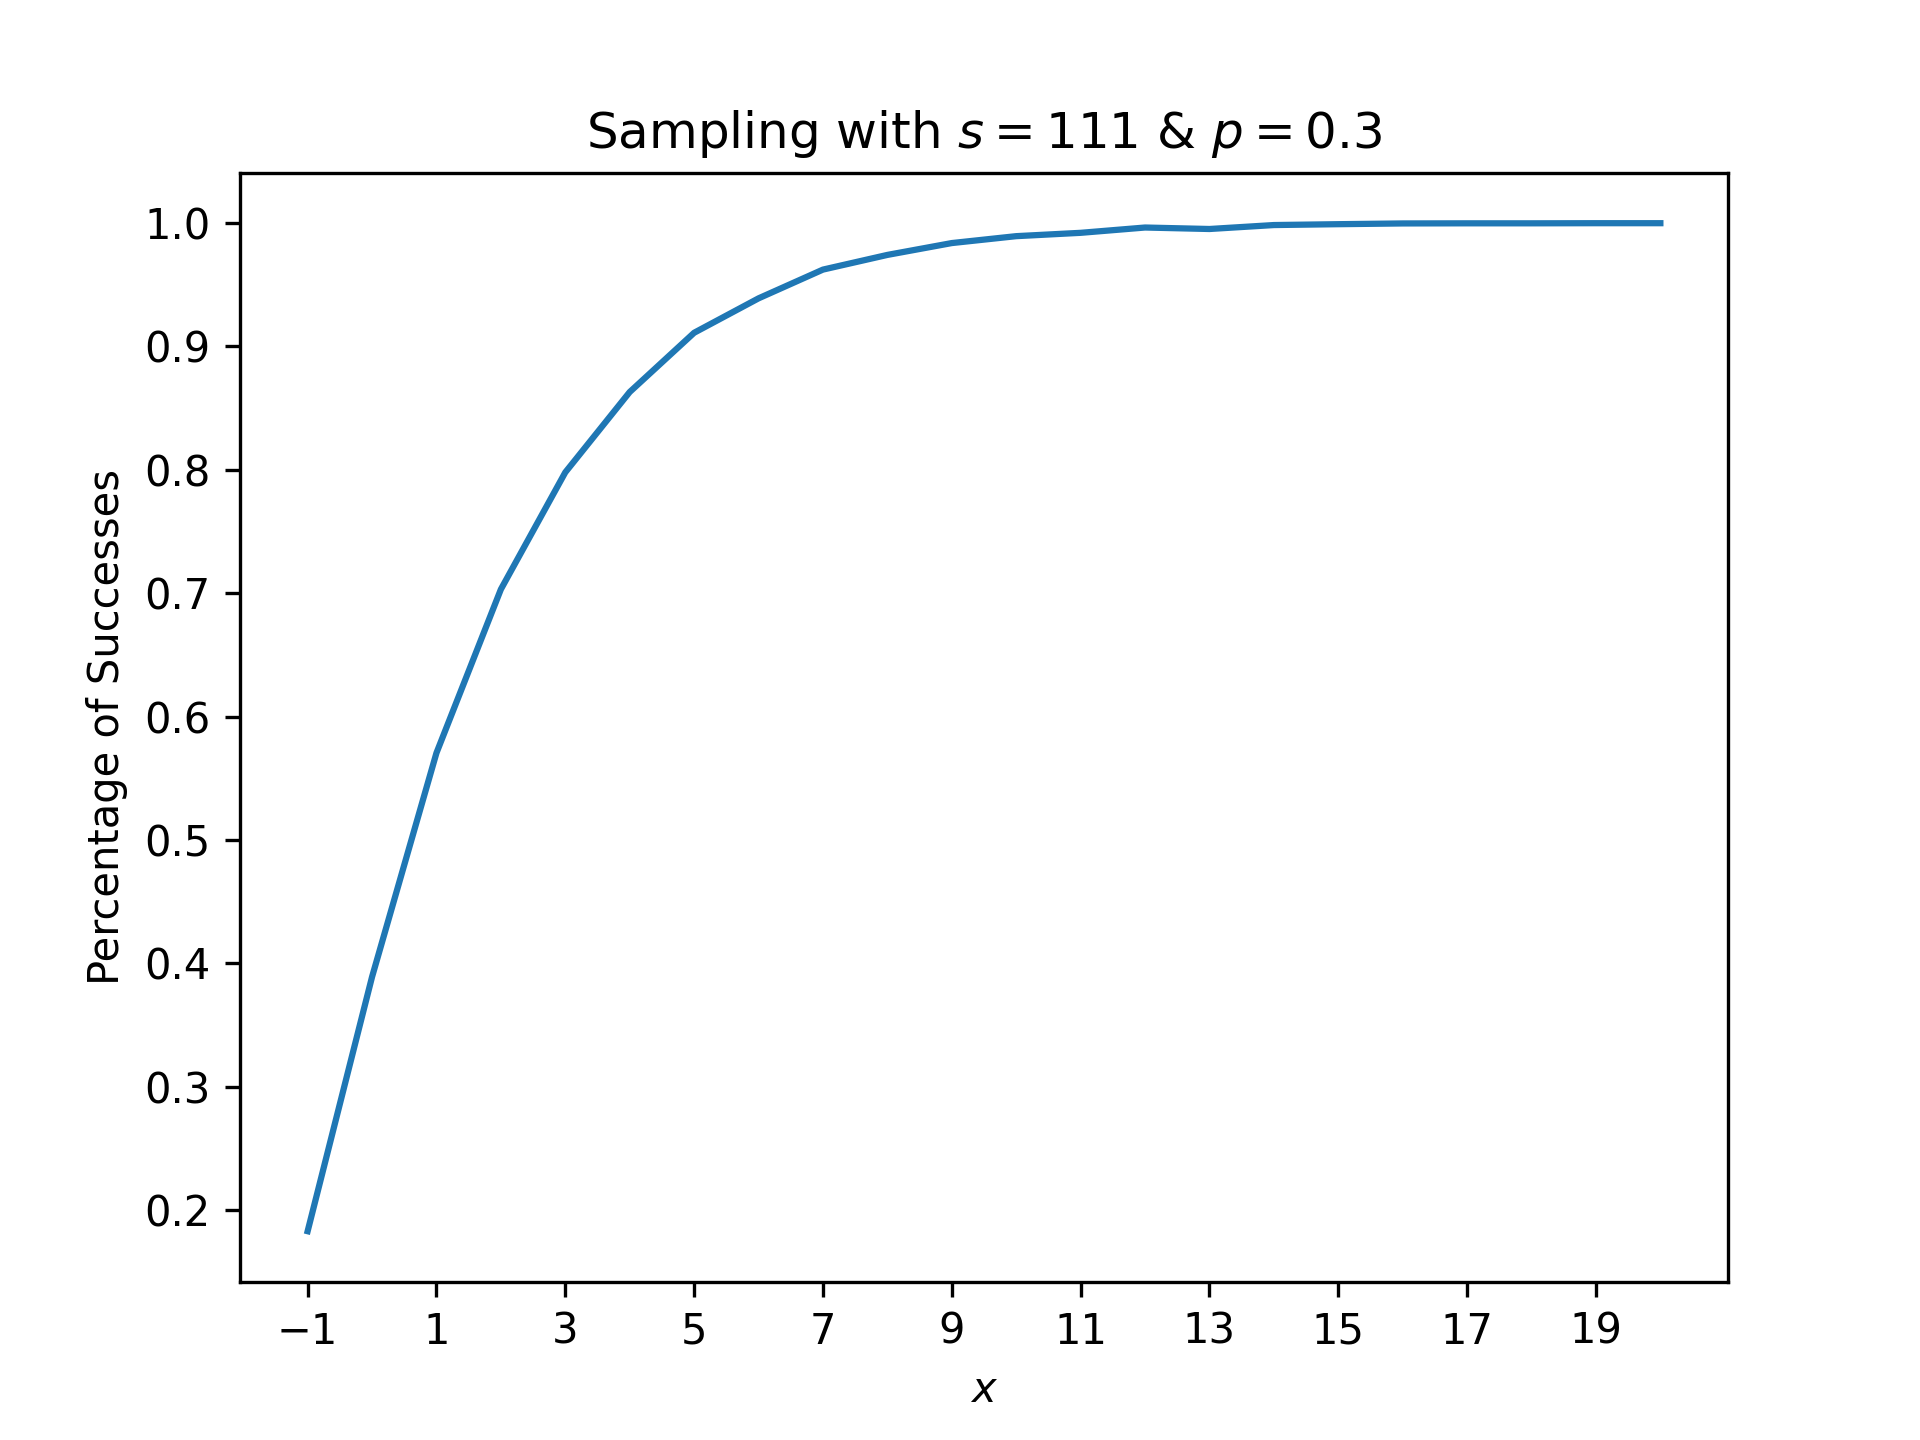 Sampling with s = 111 & p = 0.3
Percentage of Successes
1.0
0.9
0.8
0.7
0.6
0.5
0.4
0.3
0.2
−1 1 3 5 7 9 11 13 15 17 19
x